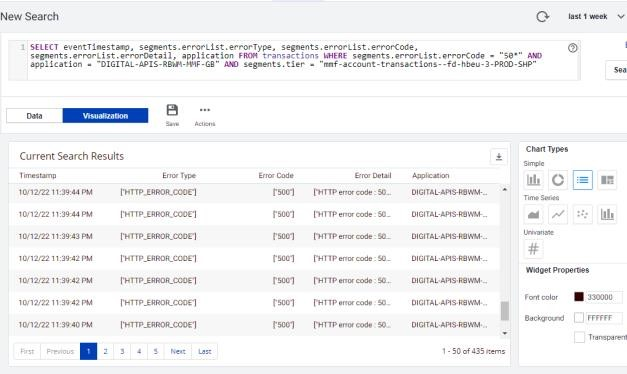 New Search
last 1 week
1 SELECT eventTimestamp, segments.errorList.errorType, segments.errorList.errorCode,
segments.errorList.errorDetail, application FROM transactions WHERE segments.errorList.errorCode = "50*" AND
application = "DIGITAL-APIS-RBWM-MMF-GB" AND segments.tier = "mmf-account-transactions--fd-hbeu-3-PROD-SHP"
Sea
Data Visualization Save Actions
Current Search Results
Timestamp Error Type Error Code Error Detail Application
10/12/22 11:39:44 PM ["HTTP_ERROR_CODE"] ["500"] ["HTTP error code : 50... DIGITAL-APIS-RBWM-...
10/12/22 11:39:44 PM ["HTTP_ERROR_CODE"] ["500"] ["HTTP error code : 50... DIGITAL-APIS-RBWM-...
10/12/22 11:39:43 PM ["HTTP_ERROR_CODE"] ["500"] ["HTTP error code : 50... DIGITAL-APIS-RBWM-...
10/12/22 11:39:42 PM ["HTTP_ERROR_CODE"] ["500"] ["HTTP error code : 50... DIGITAL-APIS-RBWM-...
10/12/22 11:39:42 PM ["HTTP_ERROR_CODE"] ["500"] ["HTTP error code : 50... DIGITAL-APIS-RBWM-...
10/12/22 11:39:42 PM ["HTTP_ERROR_CODE"] ["500"] ["HTTP error code : 50... DIGITAL-APIS-RBWM-...
10/12/22 11:39:40 PM ["HTTP_ERROR_CODE"] ["500"] ["HTTP error code : 50... DIGITAL-APIS-RBWM-...
First Previous 1 2 3 4 5 Next Last 1 - 50 of 435 items
Chart Types
Simple
Time Series
Univariate
#
Widget Properties
Font color 330000
Background FFFFFF
Transparent